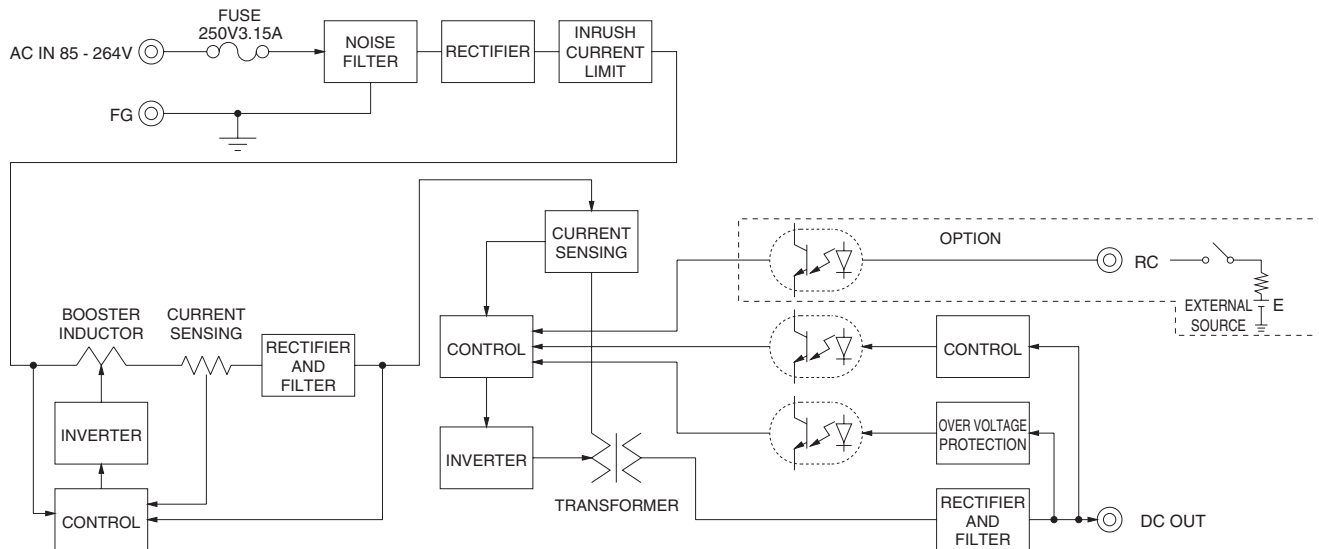 FUSE
250V3.15A
AC IN 85 - 264V
NOISE
FILTER
RECTIFIER
INRUSH
CURRENT
LIMIT
FG
CURRENT
SENSING
OPTION
RC
E
EXTERNAL
SOURCE
BOOSTER
INDUCTOR
CURRENT
SENSING
RECTIFIER
AND
FILTER
CONTROL
CONTROL
INVERTER
INVERTER
OVER VOLTAGE
PROTECTION
TRANSFORMER
CONTROL
RECTIFIER
AND
FILTER
DC OUT